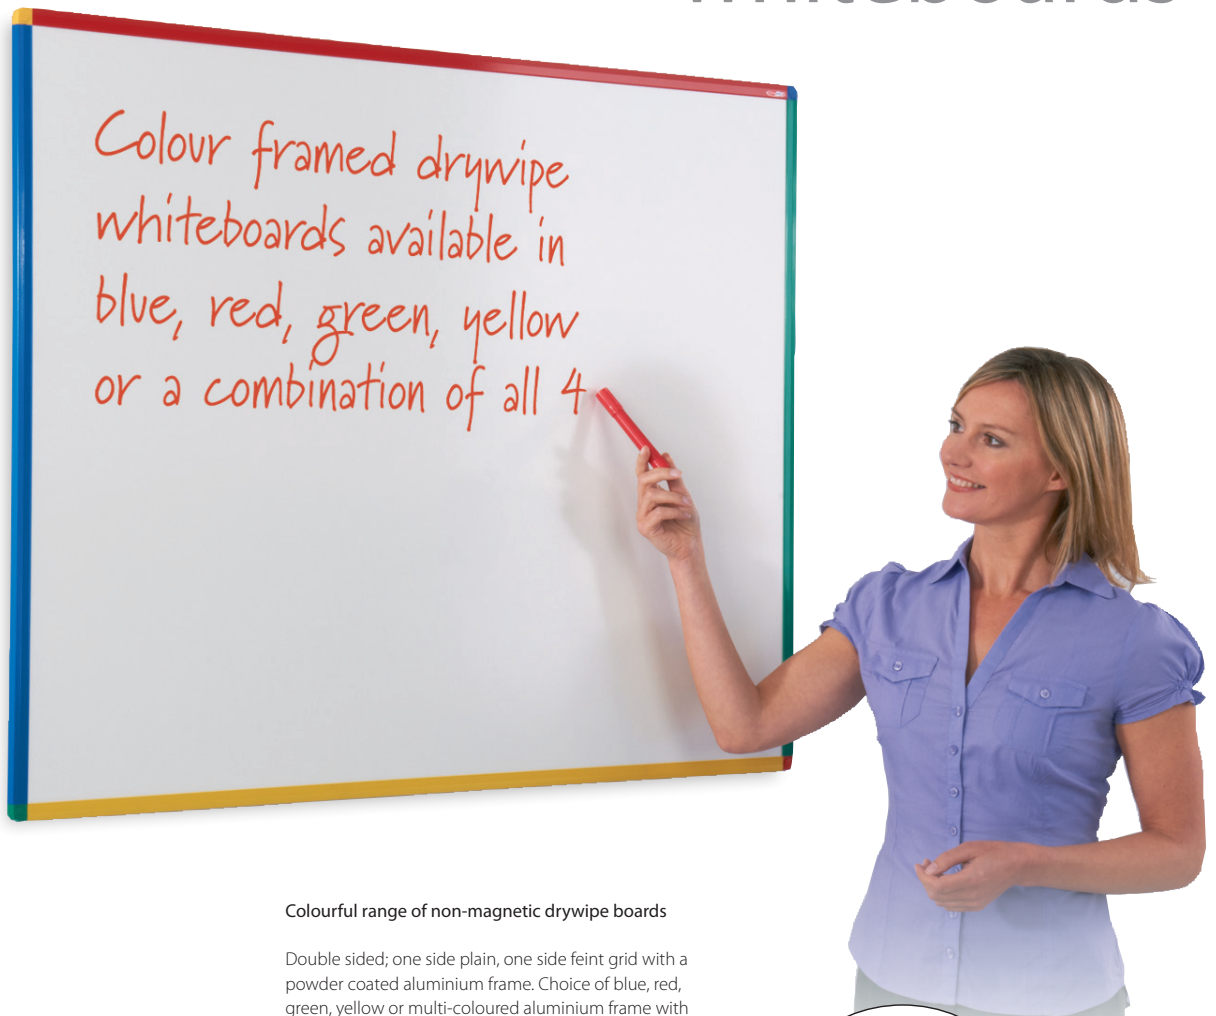 whiteboards
Colour framed drywipe
whiteboards available in
blue, red, green, yellow
or a combination of all 4
Colourful range of non-magnetic drywipe boards
Double sided; one side plain, one side feint grid with a
powder coated aluminium frame. Choice of blue, red,
green, yellow or multi-coloured aluminium frame with